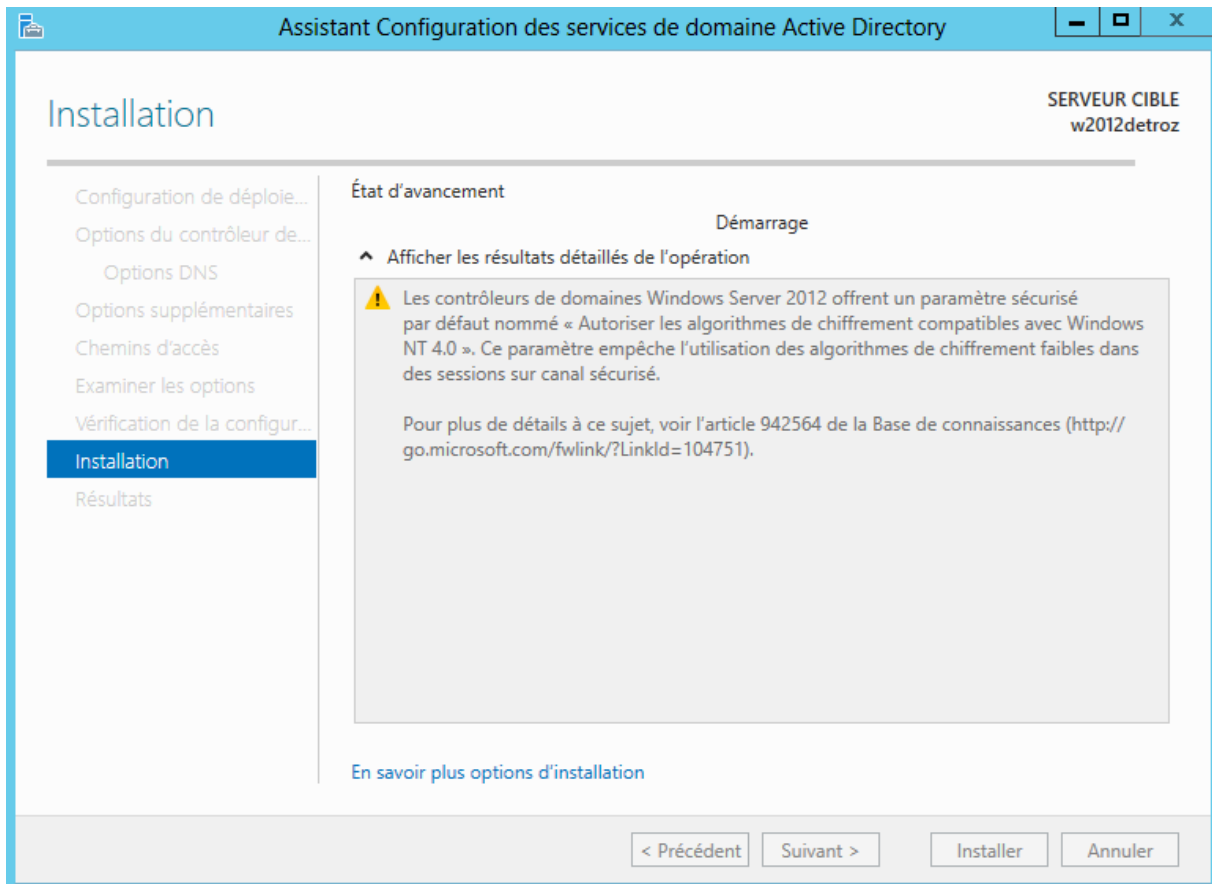 Assistant Configuration des services de domaine Active Directory
Installation
SERVEUR CIBLE
w2012detroz
Configuration de déploie...
Options du contrôleur de...
Options DNS
Options supplémentaires
Chemins d'accès
Examiner les options
Vérification de la configur...
Installation
Résultats
État d'avancement
Démarrage
Afficher les résultats détaillés de l'opération
Les contrôleurs de domaines Windows Server 2012 offrent un paramètre sécurisé
par défaut nommé « Autoriser les algorithmes de chiffrement compatibles avec Windows
NT 4.0 ». Ce paramètre empêche l'utilisation des algorithmes de chiffrement faibles dans
des sessions sur canal sécurisé.
Pour plus de détails à ce sujet, voir l'article 942564 de la Base de connaissances (http://
go.microsoft.com/fwlink/?LinkId=104751).
En savoir plus options d'installation
< Précédent
Suivant >
Installer
Annuler